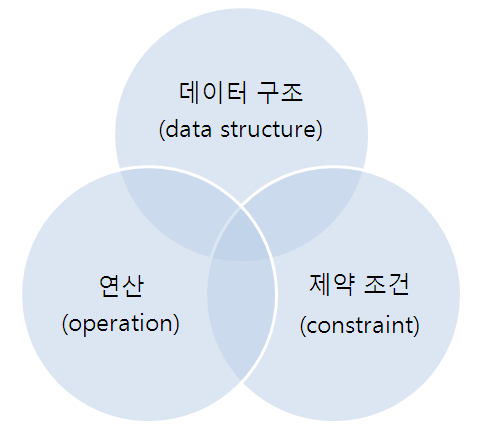 데이터 구조
(data structure)
연산
(operation)
제약 조건
(constraint)